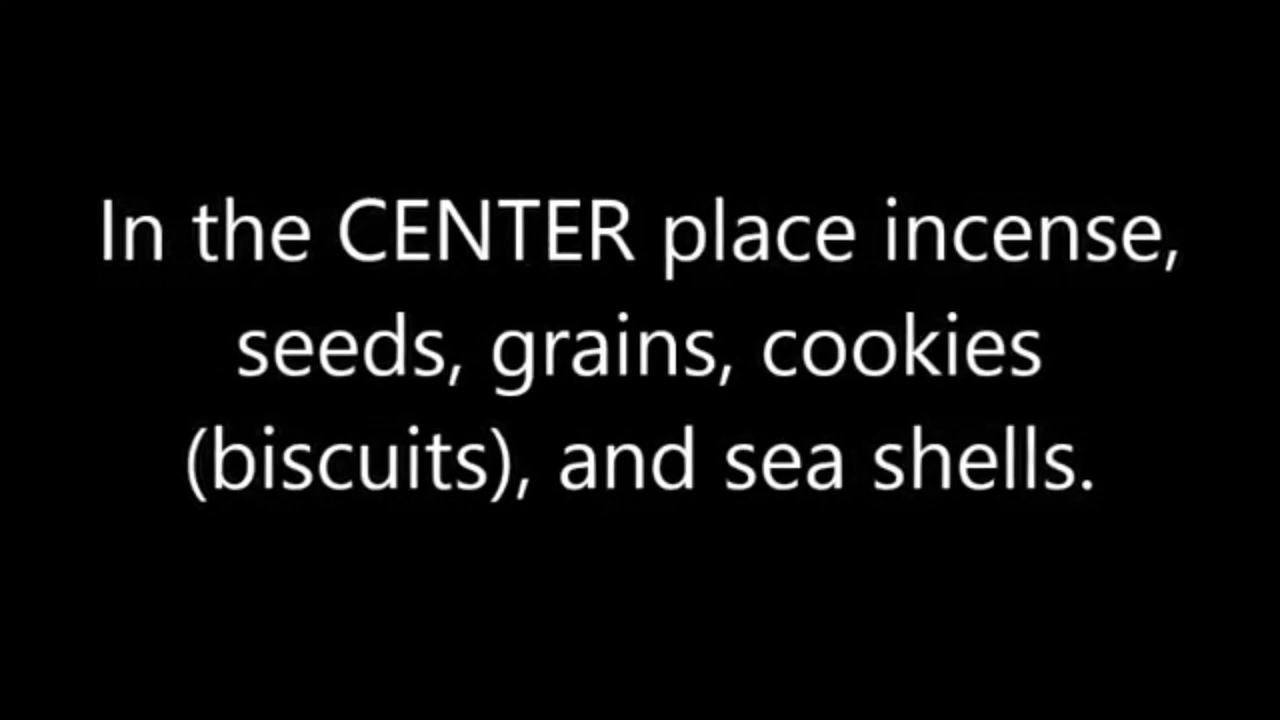 In the CENTER place incense,
seeds, grains, cookies
(biscuits), and sea shells.